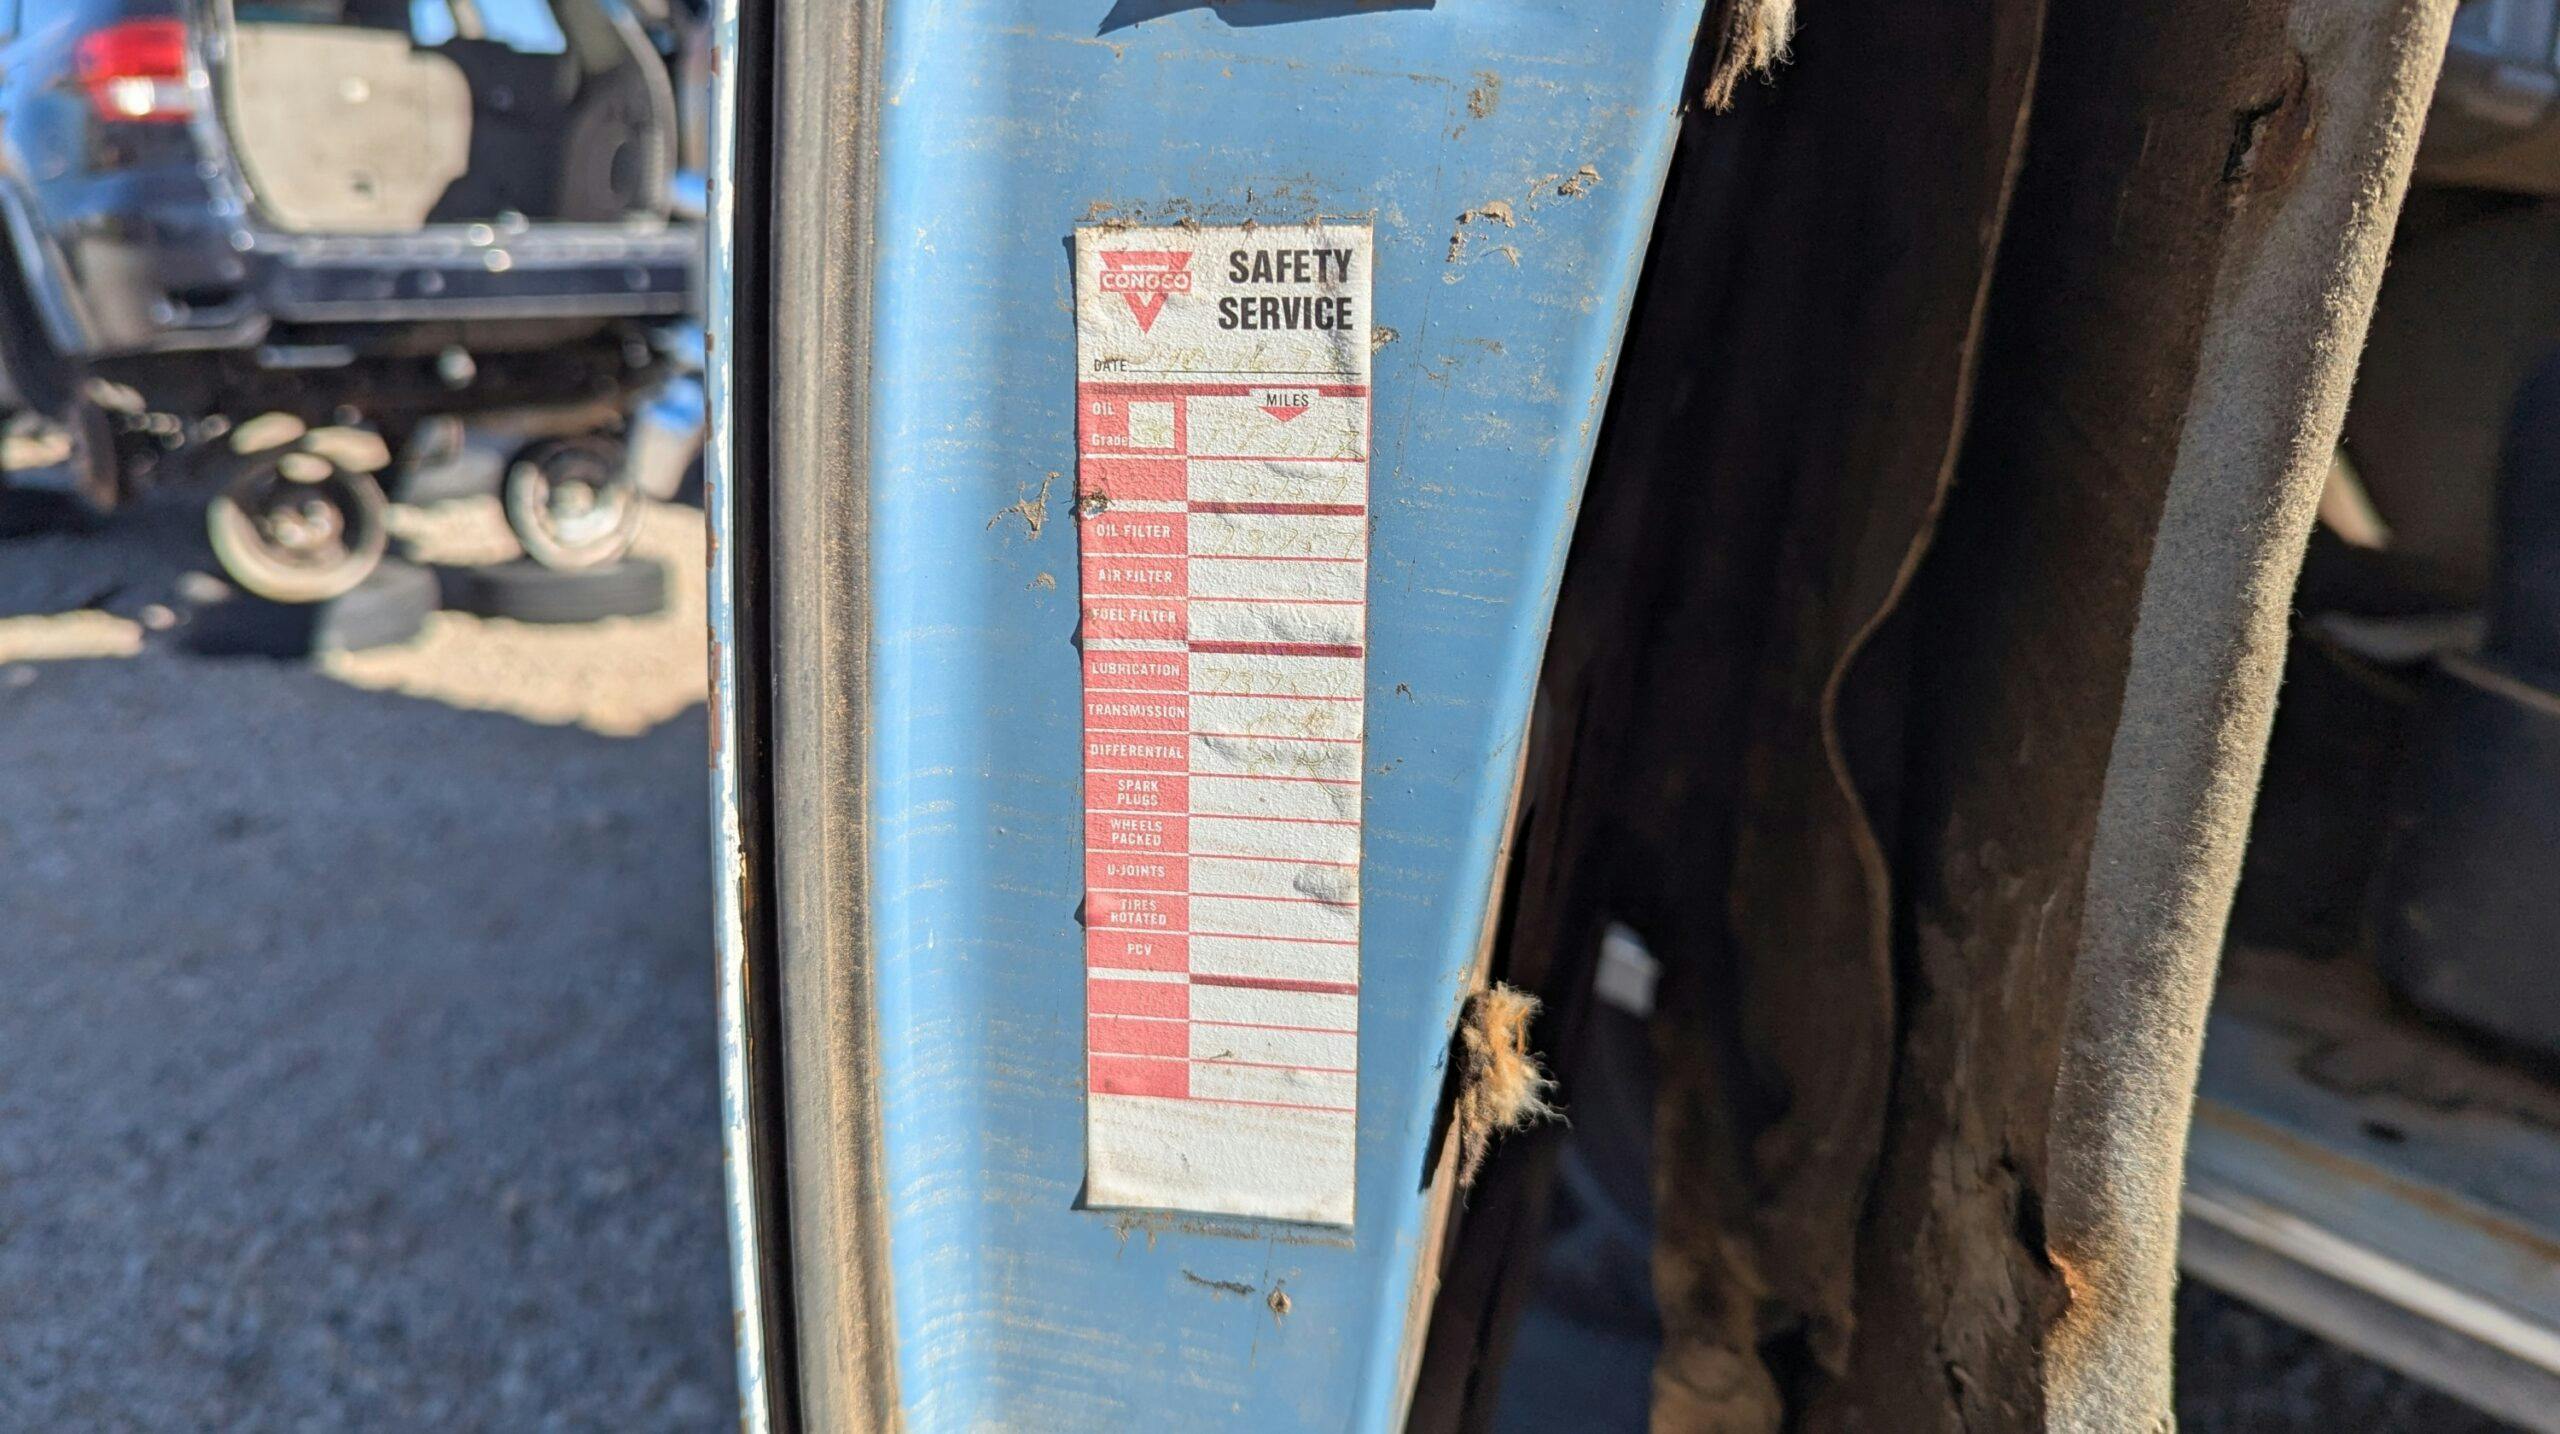 CONOCO
SAFETY
SERVICE
DATE
MILES
OIL
Grade
OIL FILTER
AIR FILTER
FUEL FILTER
LUBRICATION
TRANSMISSION
DIFFERENTIAL
SPARK
PLUGS
WHEELS
PACKED
U-JOINTS
TIRES
ROTATED
PCV